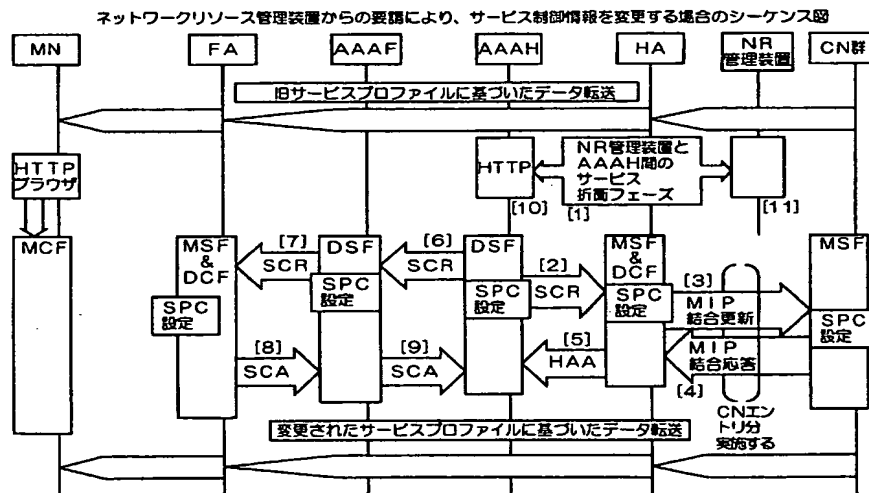 ネットワークリソース管理装置からの要請により、サービス制御情報を変更する場合のシーケンス図
MN
FA
AAAF
AAAH
HA
NR
管理装置
CN群
旧サービスプロファイルに基づいたデータ転送
HTTP
ブラウザ
HTTP
NR管理装置と
AAAH間の
サービス
折衝フェーズ
[10]
[1]
[11]
MCF
MSF
&
DCF
[7]
SCR
DSF
[6]
SCR
DSF
[2]
SCR
MSF
&
DCF
[3]
MIP
結合更新
MSF
SPC
設定
SPC
設定
SPC
設定
SPC
設定
SPC
設定
[8]
SCA
[9]
SCA
[5]
HAA
MIP
結合応答
[4]
CNエン
トリ分
実施する
変更されたサービスプロファイルに基づいたデータ転送